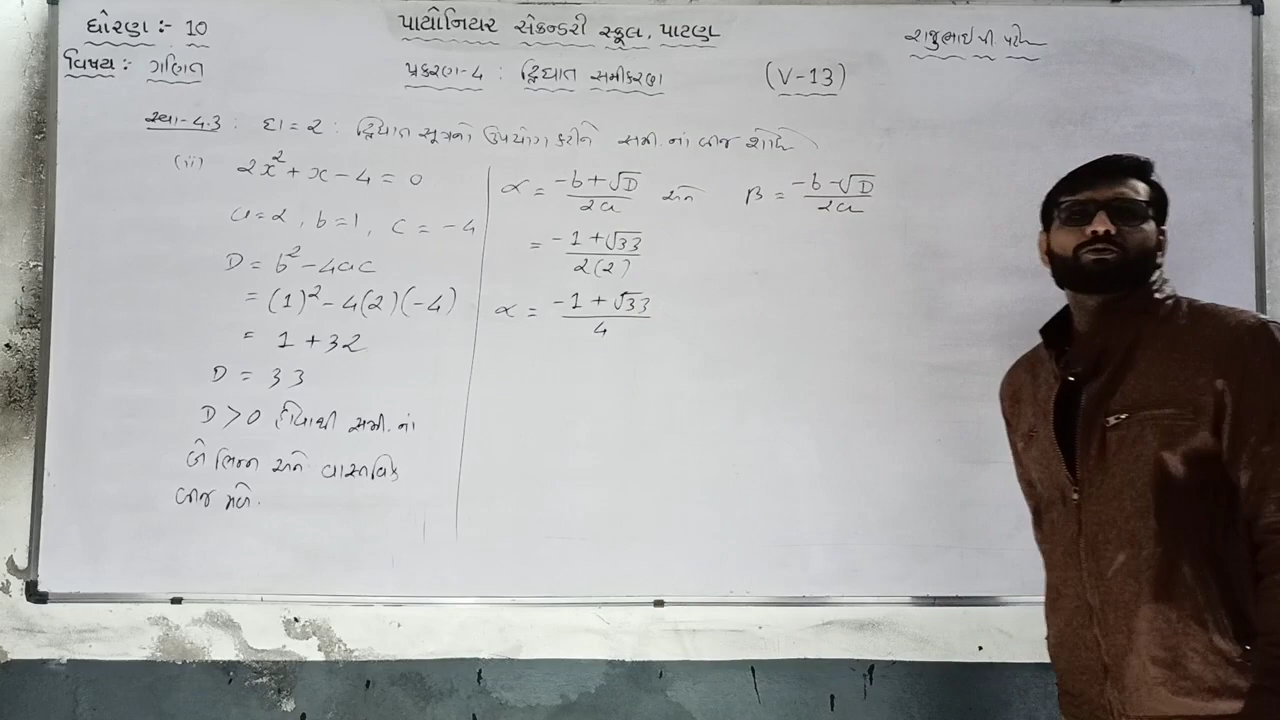 ધોરણ :- 10
પાયોનિયર સેકન્ડરી સ્કૂલ, પાટણ
રાજુભાઇ પી. પટેલ
વિષય : ગણિત
પ્રકરણ-4 : દ્વિઘાત સમીકરણ
(V-13)
સ્વા-4.3 : દા=2 : દ્વિઘાત સૂત્રનો ઉપયોગ કરીને સમી.નાં બીજ શોધો
(ii) 2x² + x - 4 = 0
a=2, b=1, c = -4
D = b² - 4ac
= (1)² - 4(2)(-4)
= 1 + 32
D = 33
D > 0 હોવાથી સમી.નાં
બે ભિન્ન અને વાસ્તવિક
બીજ મળે.
α = (-b + √D)/2a અને β = (-b - √D)/2a
= (-1 + √33)/2(2)
α = (-1 + √33)/4